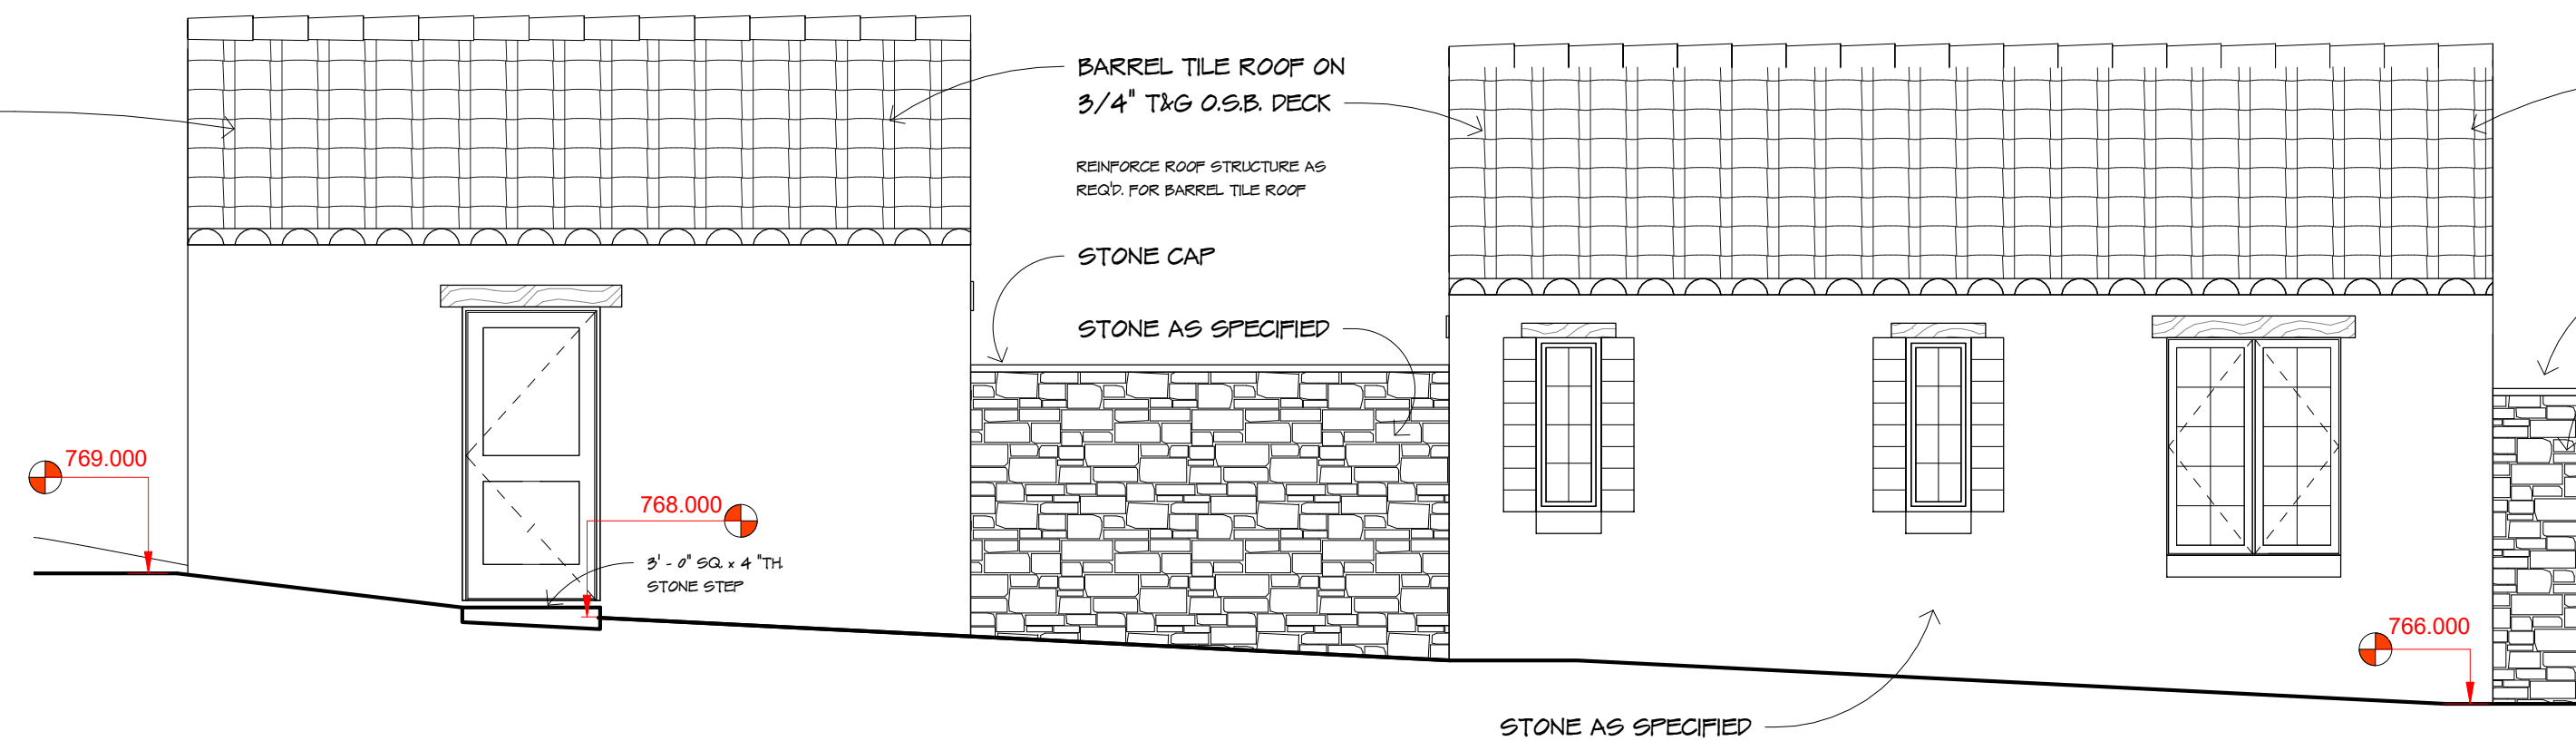 BARREL TILE ROOF ON
3/4" T&G O.S.B. DECK
REINFORCE ROOF STRUCTURE AS
REQ'D. FOR BARREL TILE ROOF
STONE CAP
STONE AS SPECIFIED
769.000
768.000
3' - 0" SQ. x 4 "TH.
STONE STEP
766.000
STONE AS SPECIFIED